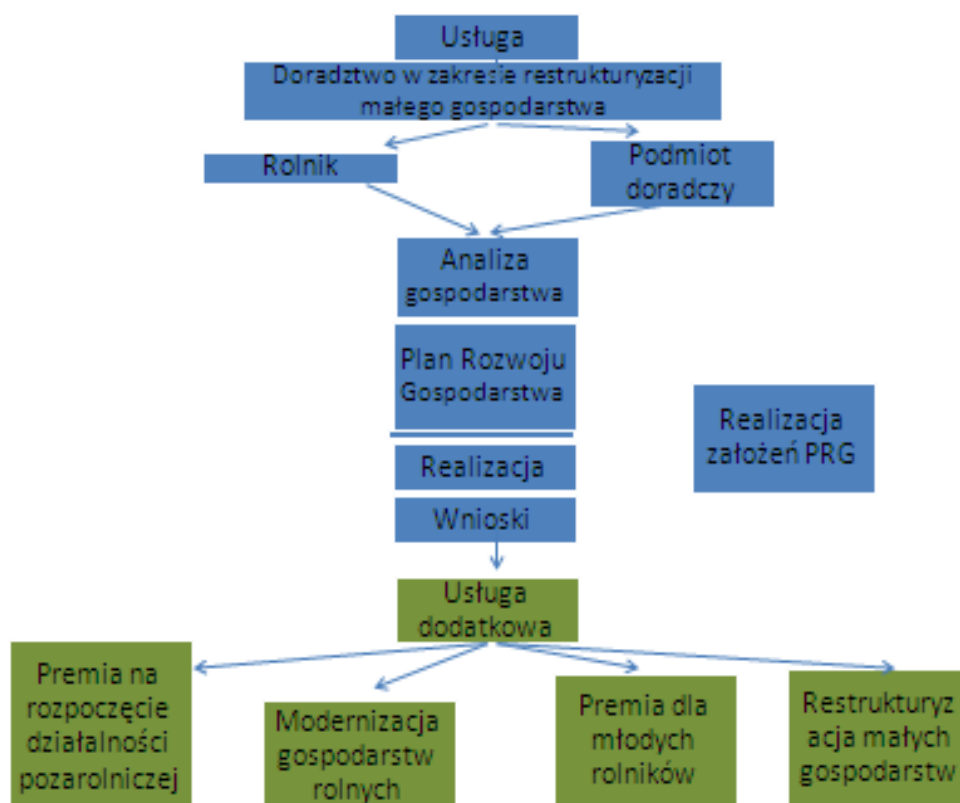 Usługa
Doradztwo w zakresie restrukturyzacji
małego gospodarstwa
Rolnik
Podmiot
doradczy
Analiza
gospodarstwa
Plan Rozwoju
Gospodarstwa
Realizacja
założeń PRG
Realizacja
Wnioski
Usługa
dodatkowa
Premia na
rozpoczęcie
działalności
pozarolniczej
Modernizacja
gospodarstw
rolnych
Premia dla
młodych
rolników
Restrukturyz
acja małych
gospodarstw